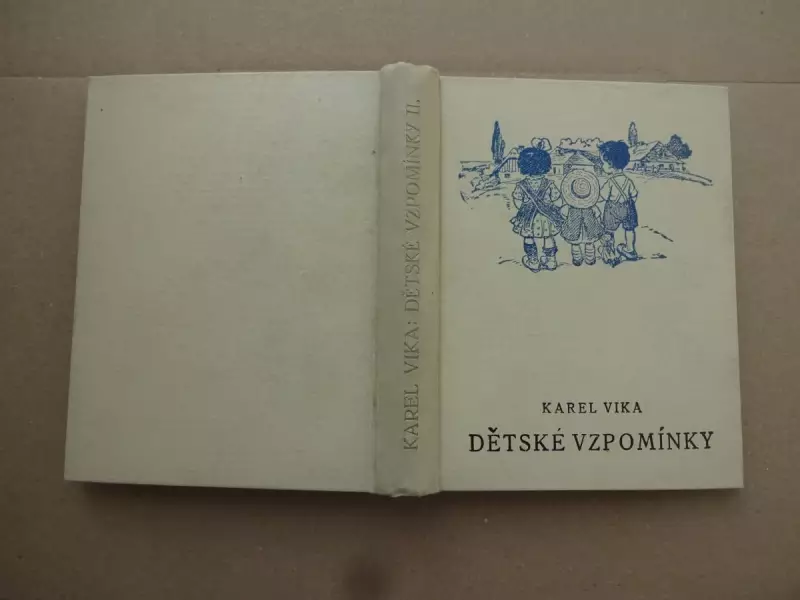 KAREL VIKA: DĚTSKÉ VZPOMÍNKY II.
KAREL VIKA
DĚTSKÉ VZPOMÍNKY